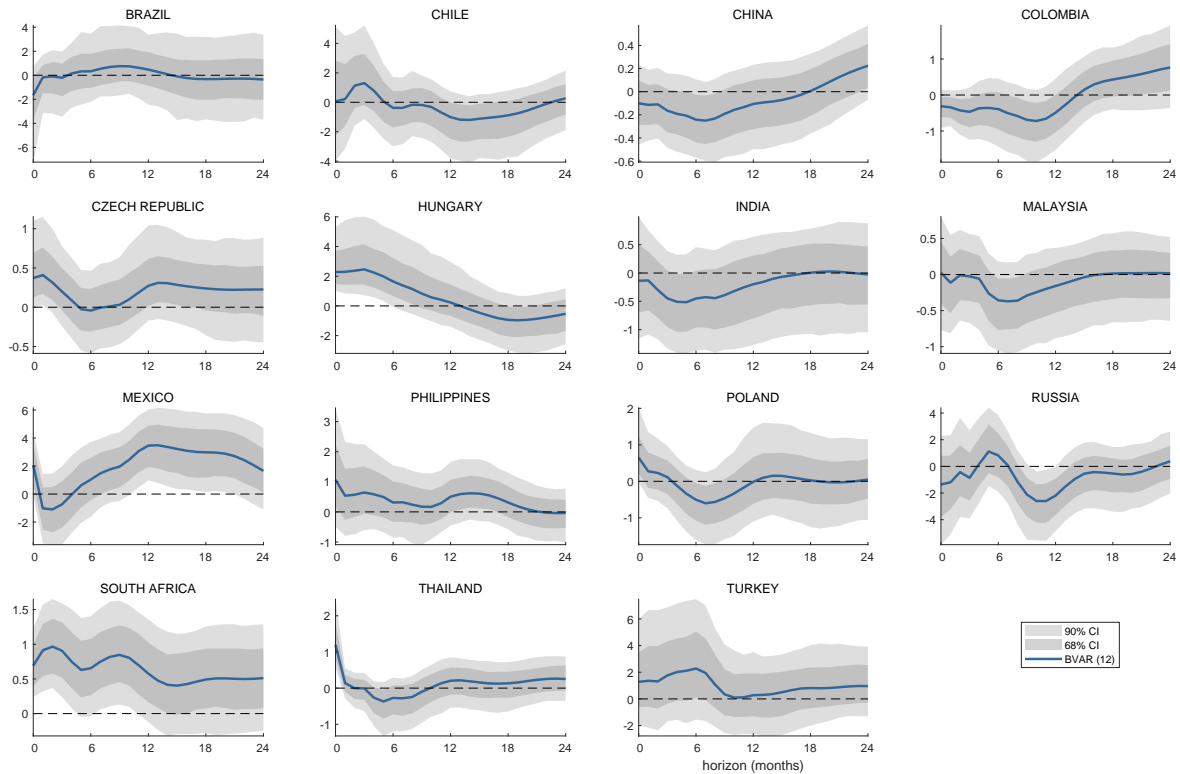 BRAZIL
4
2
0
-2
-4
-6
0 6 12 18 24
CHILE
4
2
0
-2
-4
0 6 12 18 24
CHINA
0.4
0.2
0
-0.2
-0.4
-0.6
0 6 12 18 24
COLOMBIA
1
0
-1
0 6 12 18 24
CZECH REPUBLIC
1
0.5
0
-0.5
0 6 12 18 24
HUNGARY
6
4
2
0
-2
0 6 12 18 24
INDIA
0.5
0
-0.5
-1
0 6 12 18 24
MALAYSIA
0.5
0
-0.5
-1
0 6 12 18 24
MEXICO
6
4
2
0
-2
0 6 12 18 24
PHILIPPINES
3
2
1
0
-1
0 6 12 18 24
POLAND
2
1
0
-1
0 6 12 18 24
RUSSIA
4
2
0
-2
-4
0 6 12 18 24
SOUTH AFRICA
1.5
1
0.5
0
0 6 12 18 24
THAILAND
2
1
0
-1
0 6 12 18 24
TURKEY
6
4
2
0
-2
0 6 12 18 24
horizon (months)
90% CI
68% CI
BVAR (12)